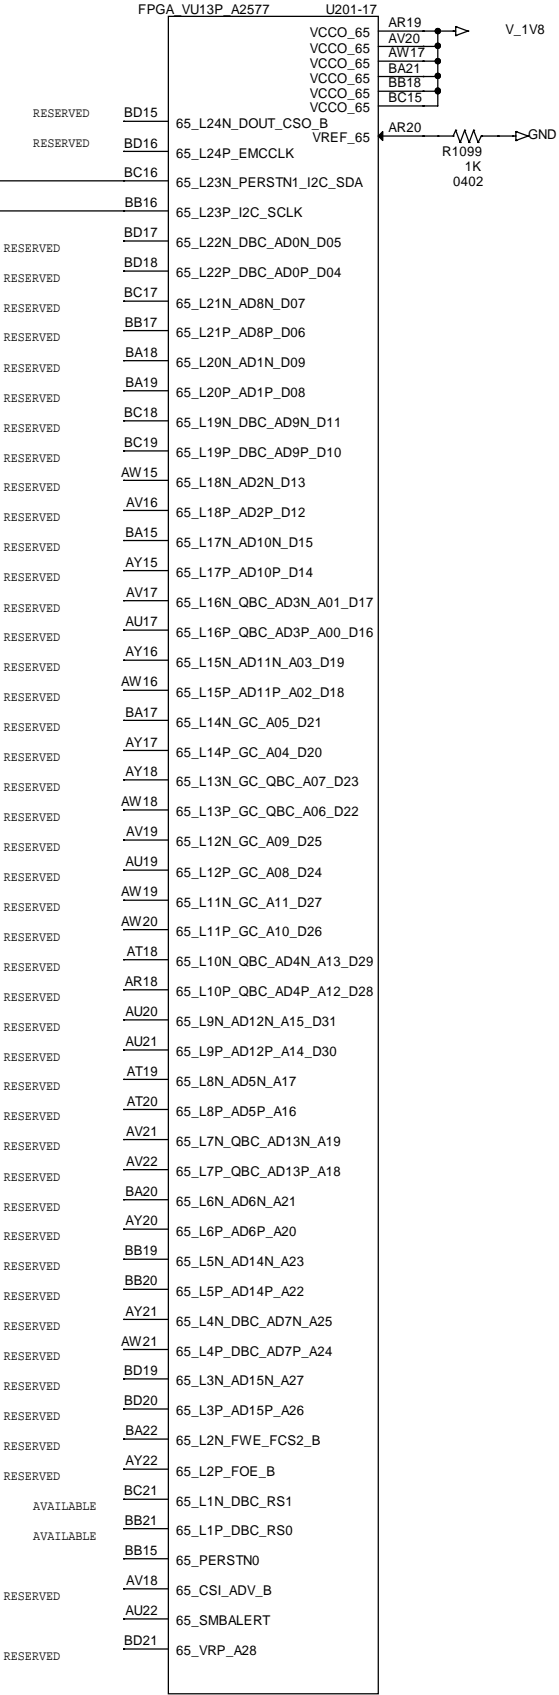 FPGA_VU13P_A2577 U201-17
VCCO_65 AR19 V_1V8
VCCO_65 AV20
VCCO_65 AW17
VCCO_65 BA21
VCCO_65 BB18
VCCO_65 BC15
RESERVED BD15 65_L24N_DOUT_CSO_B
VREF_65 AR20 GND
R1099
1K
0402
RESERVED BD16 65_L24P_EMCCLK
BC16 65_L23N_PERSTN1_I2C_SDA
BB16 65_L23P_I2C_SCLK
RESERVED BD17 65_L22N_DBC_AD0N_D05
RESERVED BD18 65_L22P_DBC_AD0P_D04
RESERVED BC17 65_L21N_AD8N_D07
RESERVED BB17 65_L21P_AD8P_D06
RESERVED BA18 65_L20N_AD1N_D09
RESERVED BA19 65_L20P_AD1P_D08
RESERVED BC18 65_L19N_DBC_AD9N_D11
RESERVED BC19 65_L19P_DBC_AD9P_D10
RESERVED AW15 65_L18N_AD2N_D13
RESERVED AV16 65_L18P_AD2P_D12
RESERVED BA15 65_L17N_AD10N_D15
RESERVED AY15 65_L17P_AD10P_D14
RESERVED AV17 65_L16N_QBC_AD3N_A01_D17
RESERVED AU17 65_L16P_QBC_AD3P_A00_D16
RESERVED AY16 65_L15N_AD11N_A03_D19
RESERVED AW16 65_L15P_AD11P_A02_D18
RESERVED BA17 65_L14N_GC_A05_D21
RESERVED AY17 65_L14P_GC_A04_D20
RESERVED AY18 65_L13N_GC_QBC_A07_D23
RESERVED AW18 65_L13P_GC_QBC_A06_D22
RESERVED AV19 65_L12N_GC_A09_D25
RESERVED AU19 65_L12P_GC_A08_D24
RESERVED AW19 65_L11N_GC_A11_D27
RESERVED AW20 65_L11P_GC_A10_D26
RESERVED AT18 65_L10N_QBC_AD4N_A13_D29
RESERVED AR18 65_L10P_QBC_AD4P_A12_D28
RESERVED AU20 65_L9N_AD12N_A15_D31
RESERVED AU21 65_L9P_AD12P_A14_D30
RESERVED AT19 65_L8N_AD5N_A17
RESERVED AT20 65_L8P_AD5P_A16
RESERVED AV21 65_L7N_QBC_AD13N_A19
RESERVED AV22 65_L7P_QBC_AD13P_A18
RESERVED BA20 65_L6N_AD6N_A21
RESERVED AY20 65_L6P_AD6P_A20
RESERVED BB19 65_L5N_AD14N_A23
RESERVED BB20 65_L5P_AD14P_A22
RESERVED AY21 65_L4N_DBC_AD7N_A25
RESERVED AW21 65_L4P_DBC_AD7P_A24
RESERVED BD19 65_L3N_AD15N_A27
RESERVED BD20 65_L3P_AD15P_A26
RESERVED BA22 65_L2N_FWE_FCS2_B
RESERVED AY22 65_L2P_FOE_B
AVAILABLE BC21 65_L1N_DBC_RS1
AVAILABLE BB21 65_L1P_DBC_RS0
BB15 65_PERSTN0
RESERVED AV18 65_CSI_ADV_B
AU22 65_SMBALERT
RESERVED BD21 65_VRP_A28